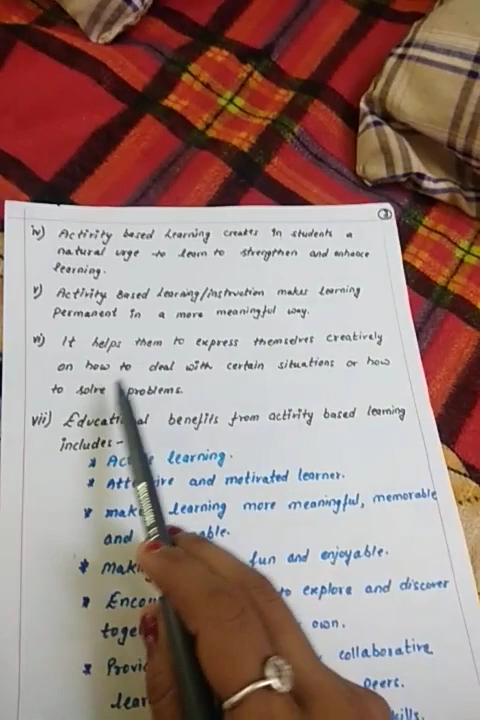 3
iv) Activity based learning creates in students a
natural urge to learn to strengthen and enhance
learning.
v) Activity Based Learning/instruction makes learning
permanent in a more meaningful way.
vi) It helps them to express themselves creatively
on how to deal with certain situations or how
to solve problems.
vii) Educational benefits from activity based learning
includes-
* learning.
* and motivated learner.
* learning more meaningful, memorable
and
* fun and enjoyable.
* to explore and discover
own.
* collaborative
peers.